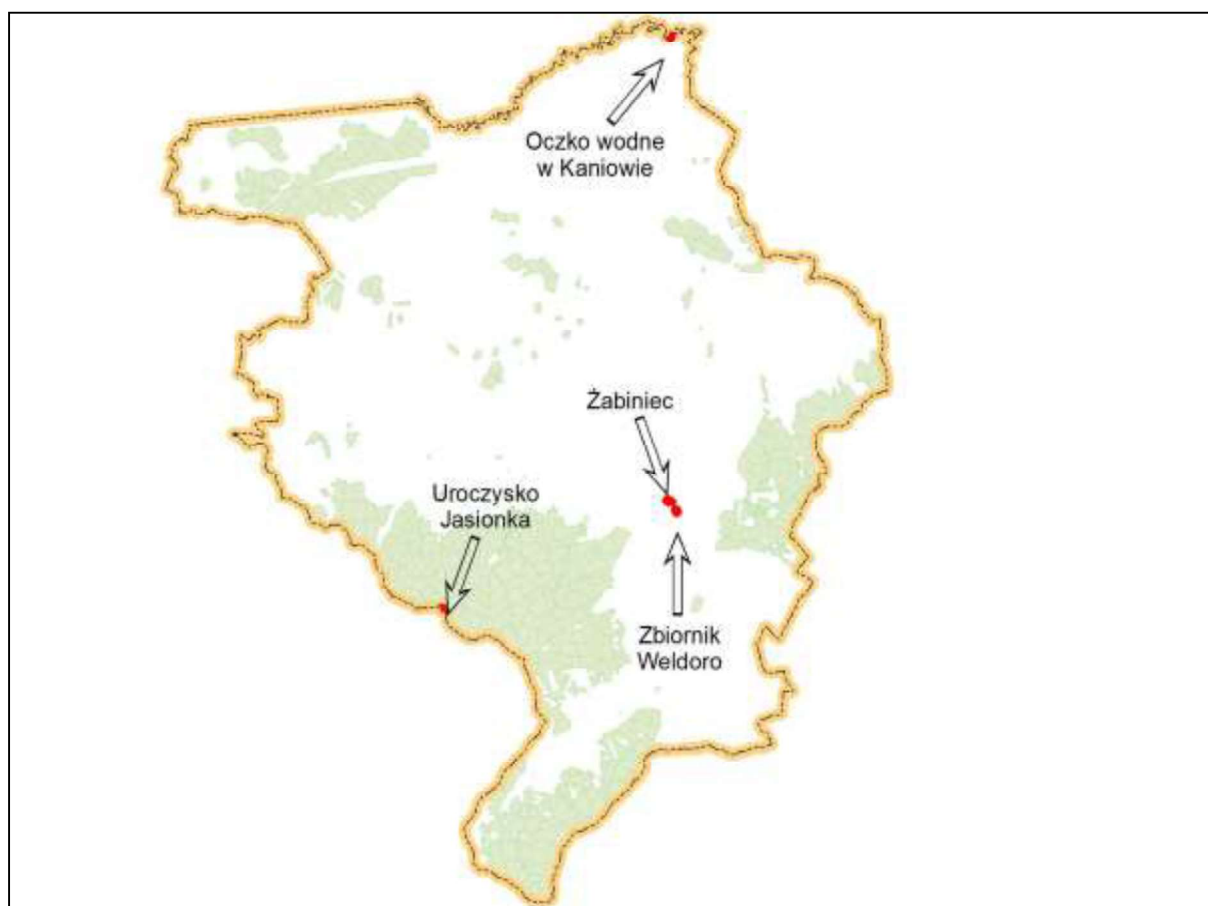 Oczko wodne
w Kaniowie
Żabiniec
Uroczysko
Jasionka
Zbiornik
Weldoro